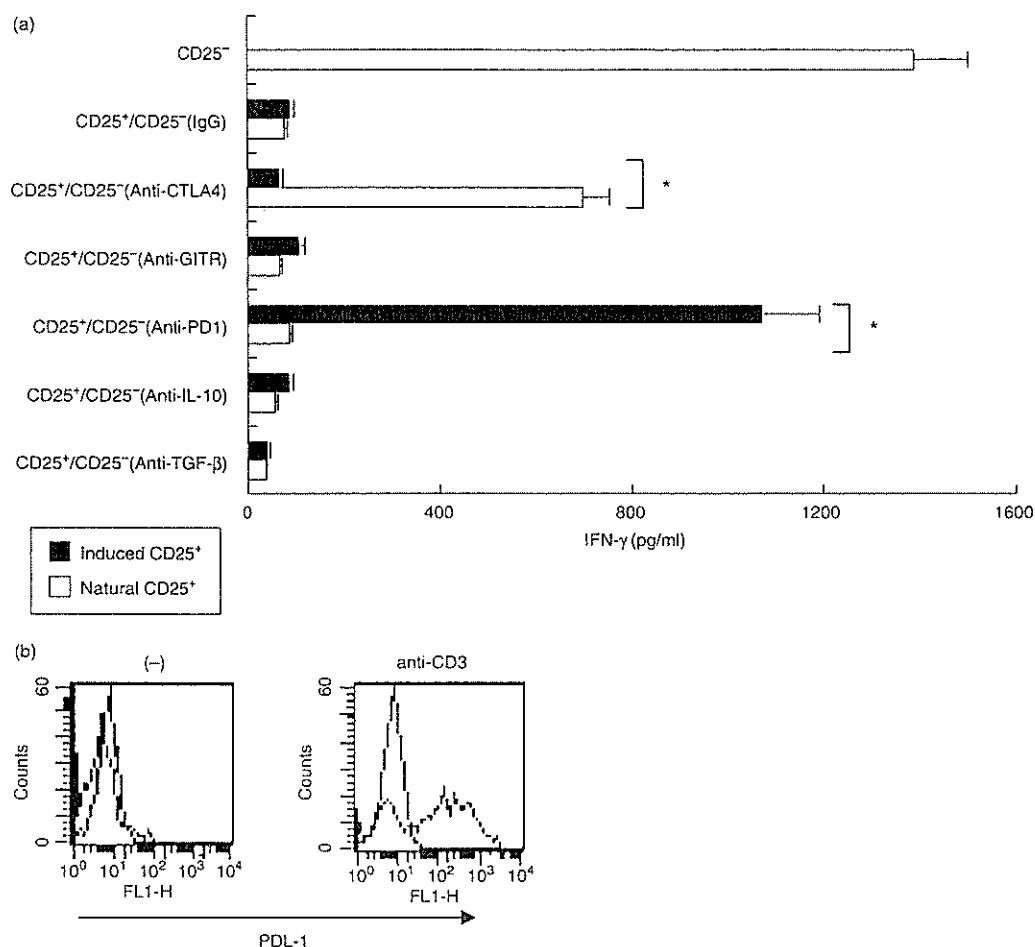 (a)
CD25⁻
CD25⁺/CD25⁻(IgG)
CD25⁺/CD25⁻(Anti-CTLA4)
*
CD25⁺/CD25⁻(Anti-GITR)
CD25⁺/CD25⁻(Anti-PD1)
*
CD25⁺/CD25⁻(Anti-IL-10)
CD25⁺/CD25⁻(Anti-TGF-β)
0 400 800 1200 1600
IFN-γ (pg/ml)
Induced CD25⁺
Natural CD25⁺
(b)
(–) anti-CD3
60 60
Counts Counts
0 0
10⁰ 10¹ 10² 10³ 10⁴ 10⁰ 10¹ 10² 10³ 10⁴
FL1-H FL1-H
PDL-1